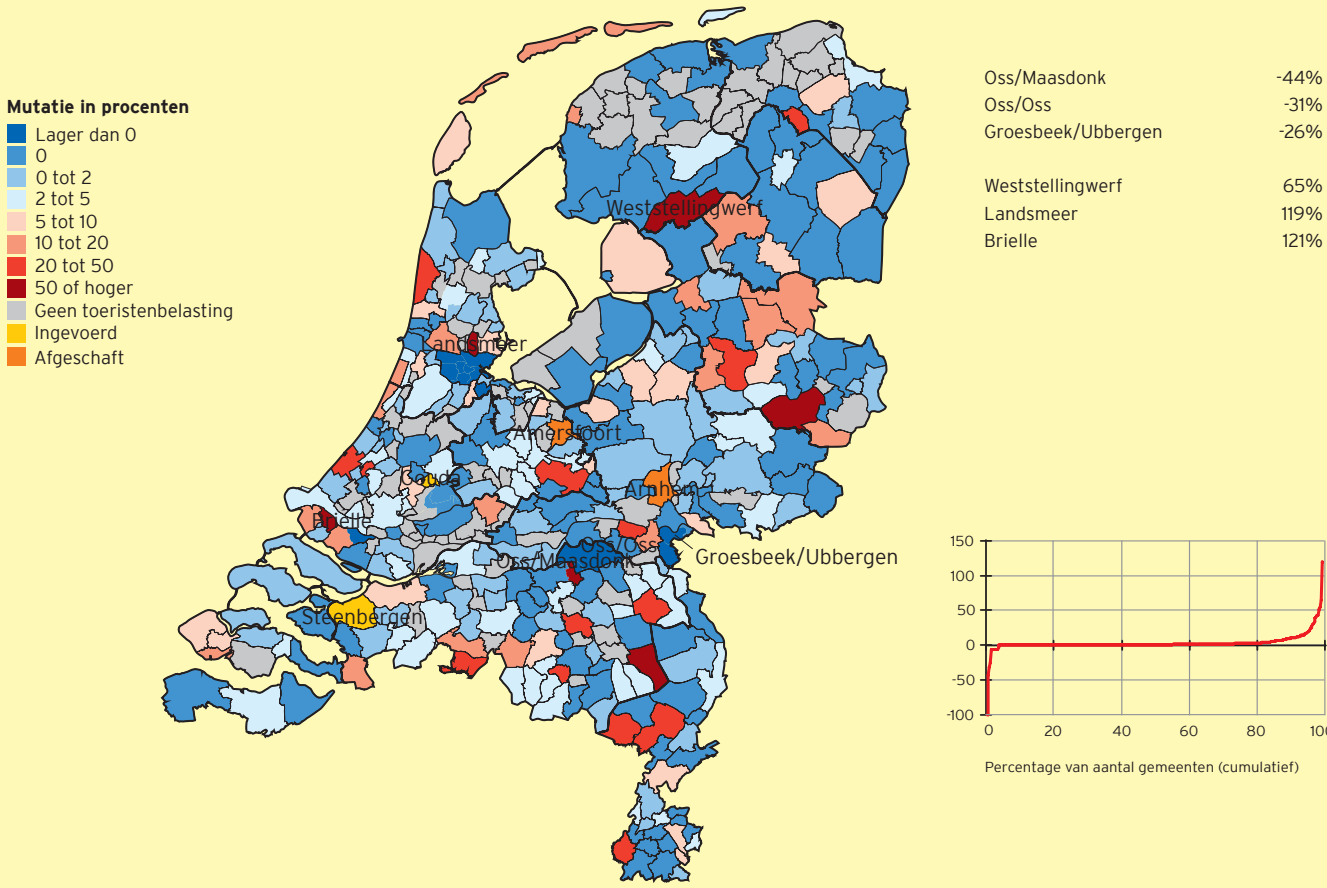 Mutatie in procenten
Lager dan 0
0
0 tot 2
2 tot 5
5 tot 10
10 tot 20
20 tot 50
50 of hoger
Geen toeristenbelasting
Ingevoerd
Afgeschaft
Weststellingwerf
Landsmeer
Amersfoort
Gouda
Arnhem
Brielle
Oss/Oss
Oss/Maasdonk
Groesbeek/Ubbergen
Steenbergen
Oss/Maasdonk -44%
Oss/Oss -31%
Groesbeek/Ubbergen -26%
Weststellingwerf 65%
Landsmeer 119%
Brielle 121%
150
100
50
0
-50
-100
0 20 40 60 80 100
Percentage van aantal gemeenten (cumulatief)